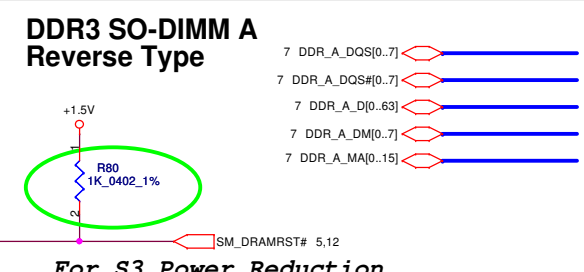 DDR3 SO-DIMM A
Reverse Type
7 DDR_A_DQS[0..7]
7 DDR_A_DQS#[0..7]
7 DDR_A_D[0..63]
7 DDR_A_DM[0..7]
7 DDR_A_MA[0..15]
+1.5V
1
R80
1K_0402_1%
2
SM_DRAMRST# 5,12
For S3 Power Reduction